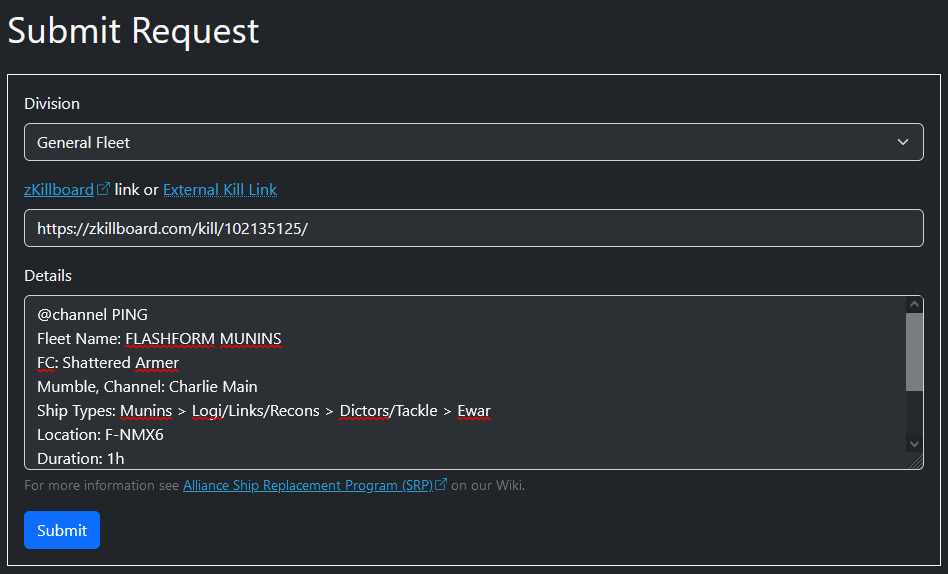 Submit Request
Division
General Fleet
zKillboard link or External Kill Link
https://zkillboard.com/kill/102135125/
Details
@channel PING
Fleet Name: FLASHFORM MUNINS
FC: Shattered Armer
Mumble, Channel: Charlie Main
Ship Types: Munins > Logi/Links/Recons > Dictors/Tackle > Ewar
Location: F-NMX6
Duration: 1h
For more information see Alliance Ship Replacement Program (SRP) on our Wiki.
Submit